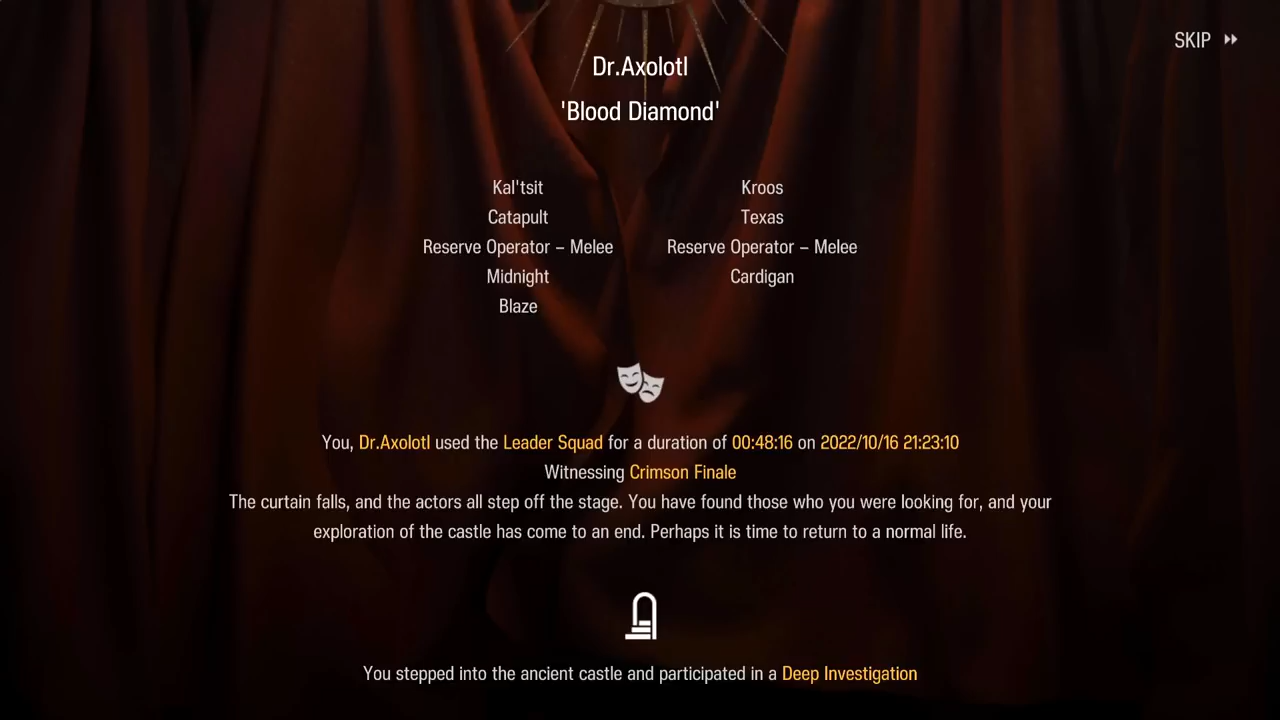 SKIP
Dr.Axolotl
'Blood Diamond'
Kal'tsit Kroos
Catapult Texas
Reserve Operator – Melee Reserve Operator – Melee
Midnight Cardigan
Blaze
You, Dr.Axolotl used the Leader Squad for a duration of 00:48:16 on 2022/10/16 21:23:10
Witnessing Crimson Finale
The curtain falls, and the actors all step off the stage. You have found those who you were looking for, and your
exploration of the castle has come to an end. Perhaps it is time to return to a normal life.
You stepped into the ancient castle and participated in a Deep Investigation